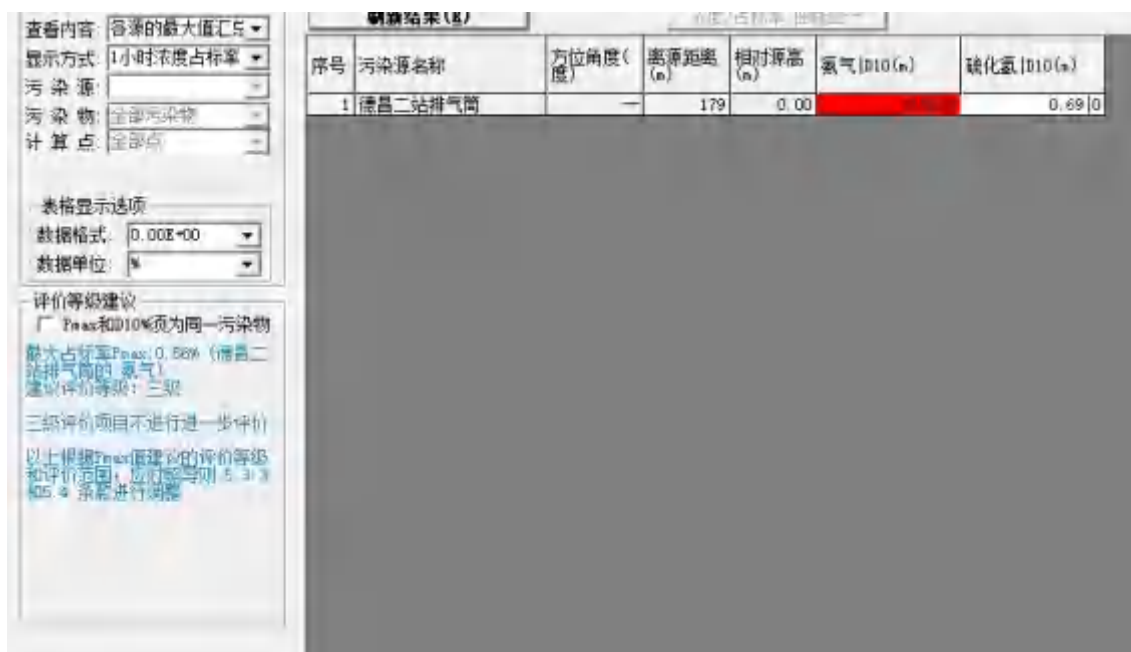 刷新结果(R)
查看内容: 各源的最大值汇总
显示方式: 1小时浓度占标率
污 染 源:
污 染 物: 全部污染物
计 算 点: 全部点
表格显示选项
数据格式: 0.00E+00
数据单位: %
评价等级建议
Pmax和D10%须为同一污染物
最大占标率Pmax:0.86% (德昌二
站排气筒的 氨气)
建议评价等级: 三级
三级评价项目不进行进一步评价
以上根据Pmax值建议的评价等级
和评价范围, 应对照导则 5.3.3
和5.4 条款进行调整
序号 污染源名称 方位角度(度) 离源距离(m) 相对源高(m) 氨气|D10(m) 硫化氢|D10(m)
1 德昌二站排气筒 — 179 0.00 0.69|0